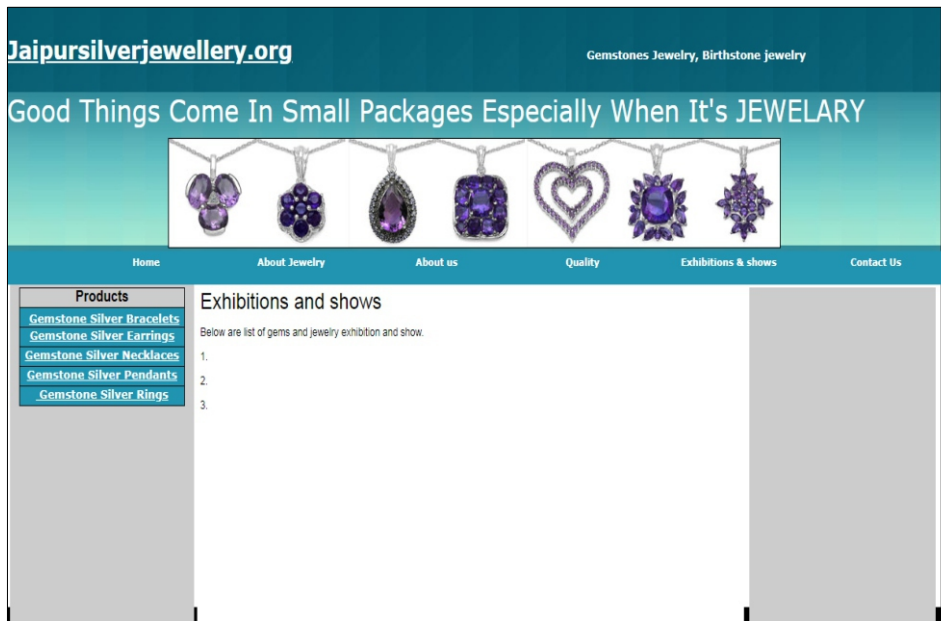 Jaipursilverjewellery.org
Gemstones Jewelry, Birthstone jewelry
Good Things Come In Small Packages Especially When It's JEWELARY
Home About Jewelry About us Quality Exhibitions & shows Contact Us
Products
Gemstone Silver Bracelets
Gemstone Silver Earrings
Gemstone Silver Necklaces
Gemstone Silver Pendants
Gemstone Silver Rings
Exhibitions and shows
Below are list of gems and jewelry exhibition and show.
1.
2.
3.